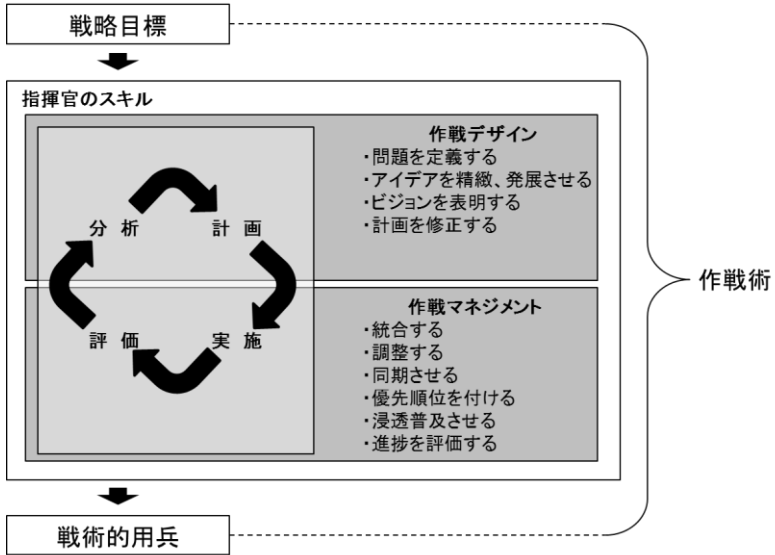 戦略目標
指揮官のスキル
作戦デザイン
・問題を定義する
・アイデアを精緻、発展させる
・ビジョンを表明する
・計画を修正する
分析
計画
評価
実施
作戦マネジメント
・統合する
・調整する
・同期させる
・優先順位を付ける
・浸透普及させる
・進捗を評価する
作戦術
戦術的用兵